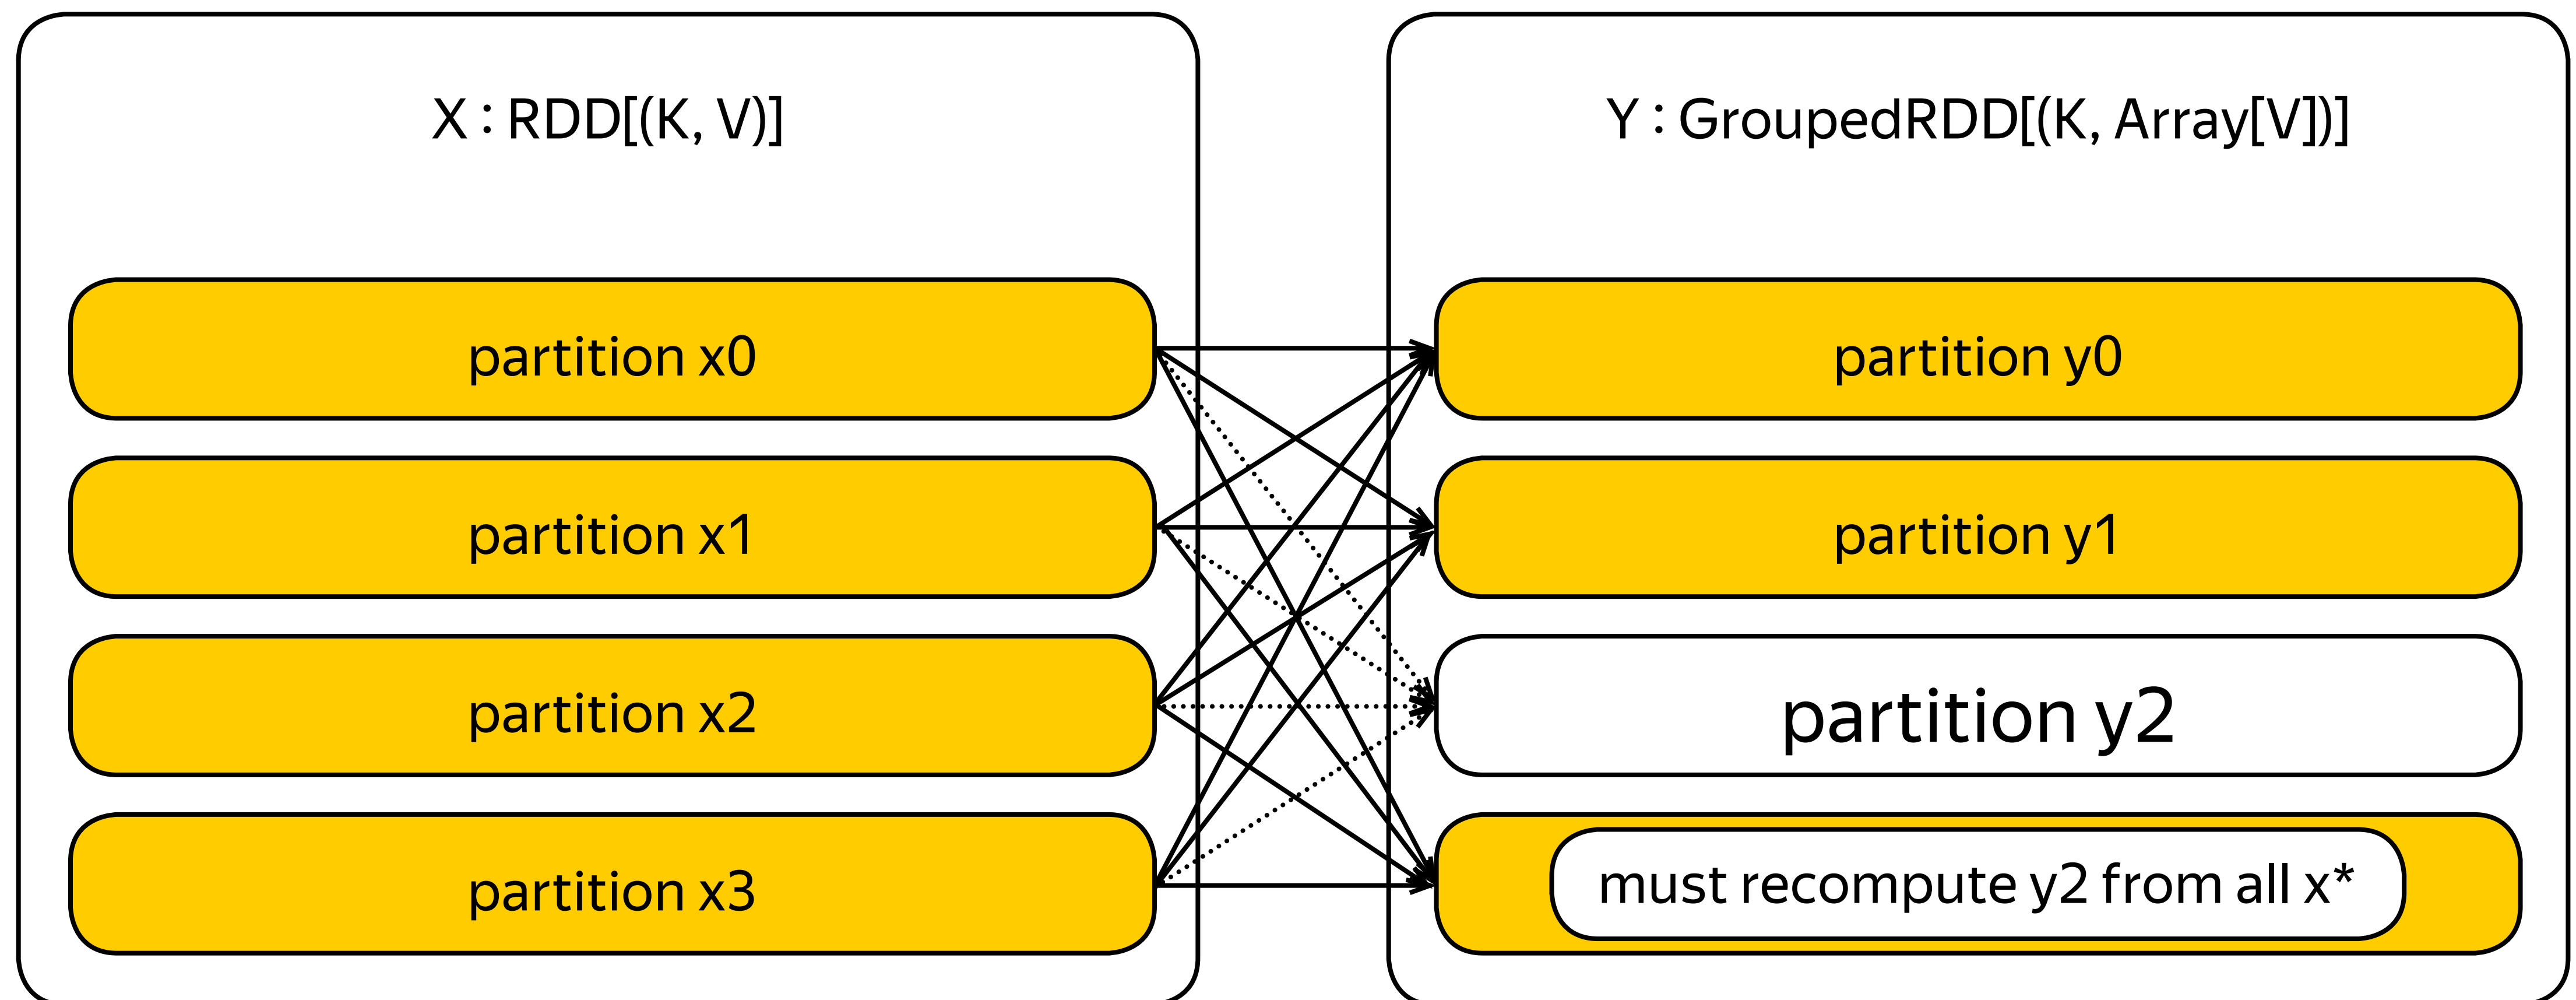 X : RDD[(K, V)]
Y : GroupedRDD[(K, Array[V])]
partition x0
partition y0
partition x1
partition y1
partition x2
partition y2
partition x3
must recompute y2 from all x*